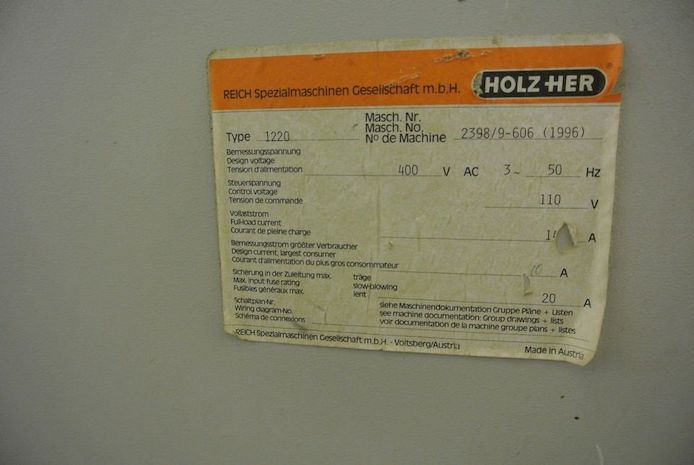 REICH Spezialmaschinen Gesellschaft m.b.H. HOLZ-HER
Masch. Nr.
Masch. No.
Type 1220 Nº de Machine 2398/9-606 (1996)
Bemessungsspannung
Design voltage
Tension d'alimentation 400 V AC 3~ 50 Hz
Steuerspannung
Control voltage
Tension de commande 110 V
Vollaststrom
Full-load current
Courant de pleine charge A
Bemessungsstrom größter Verbraucher
Design current, largest consumer
Courant d'alimentation du plus gros consommateur 10 A
Sicherung in der Zuleitung max. träge
Max. input fuse rating slow-blowing
Fusibles généraux max. lent 20 A
Schaltplan-Nr. siehe Maschinendokumentation Gruppe Pläne + Listen
Wiring diagram-No. see machine documentation: Group drawings + lists
Schéma de connexions voir documentation de la machine groupe plans + listes
REICH Spezialmaschinen Gesellschaft m.b.H. - Voitsberg/Austria Made in Austria